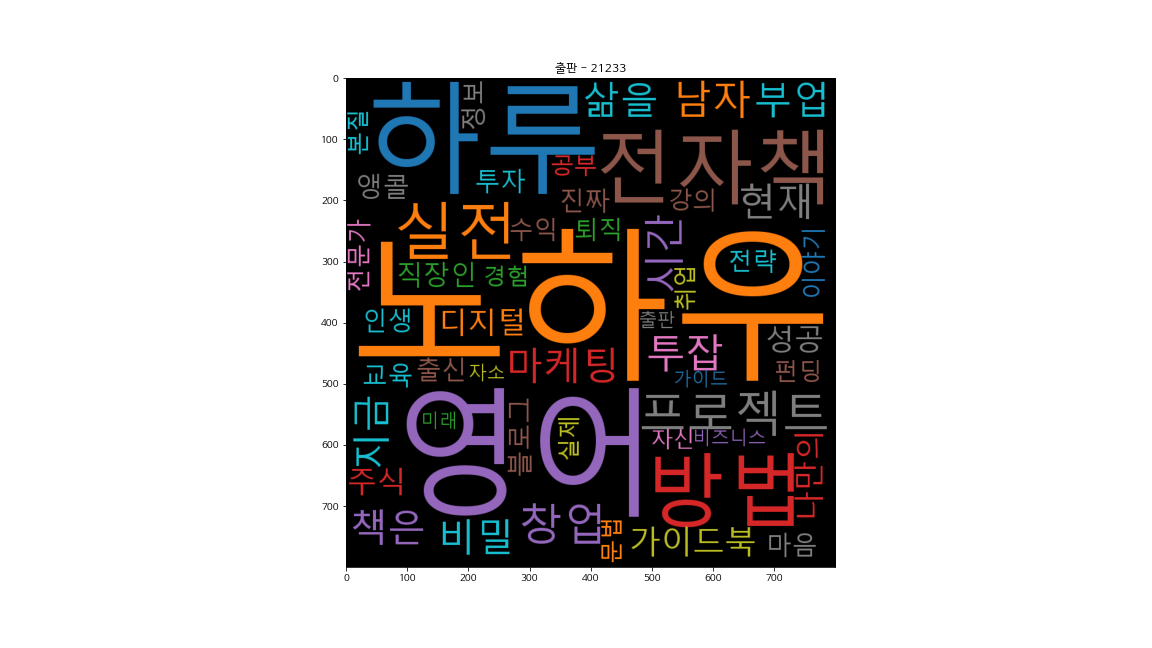 출판 - 21233
0
100
200
300
400
500
600
700
0
100
200
300
400
500
600
700
하루
정보
삶을
남자
부업
본질
공부
전자책
앵콜
투자
진짜
강의
현재
실전
수익
퇴직
시간
전문가
직장인
경험
노하우
전략
이야기
취업
인생
디지털
출판
성공
마케팅
투잡
교육
출신
자소
가이드
펀딩
지금
영어
미래
블로그
실제
프로젝트
자신
비즈니스
나만의
주식
방법
책은
비밀
창업
문법
가이드북
마음